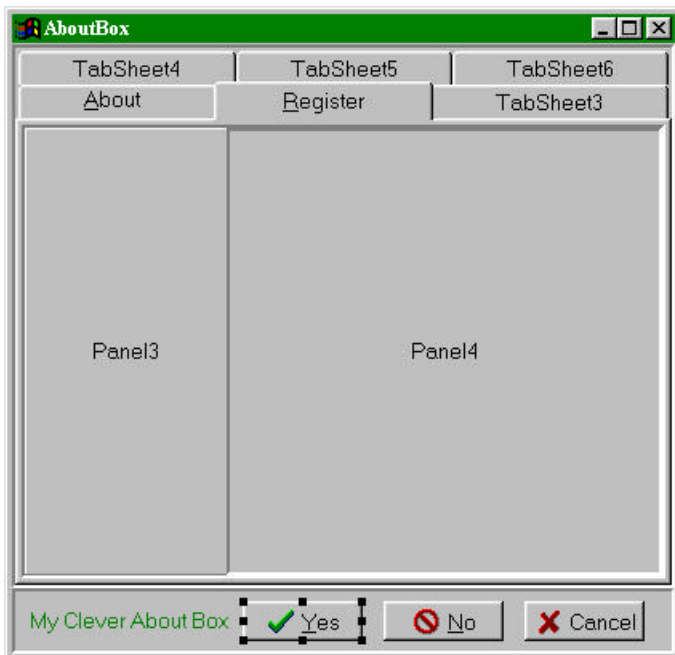 AboutBox
TabSheet4 TabSheet5 TabSheet6
About Register TabSheet3
Panel3 Panel4
My Clever About Box Yes No Cancel